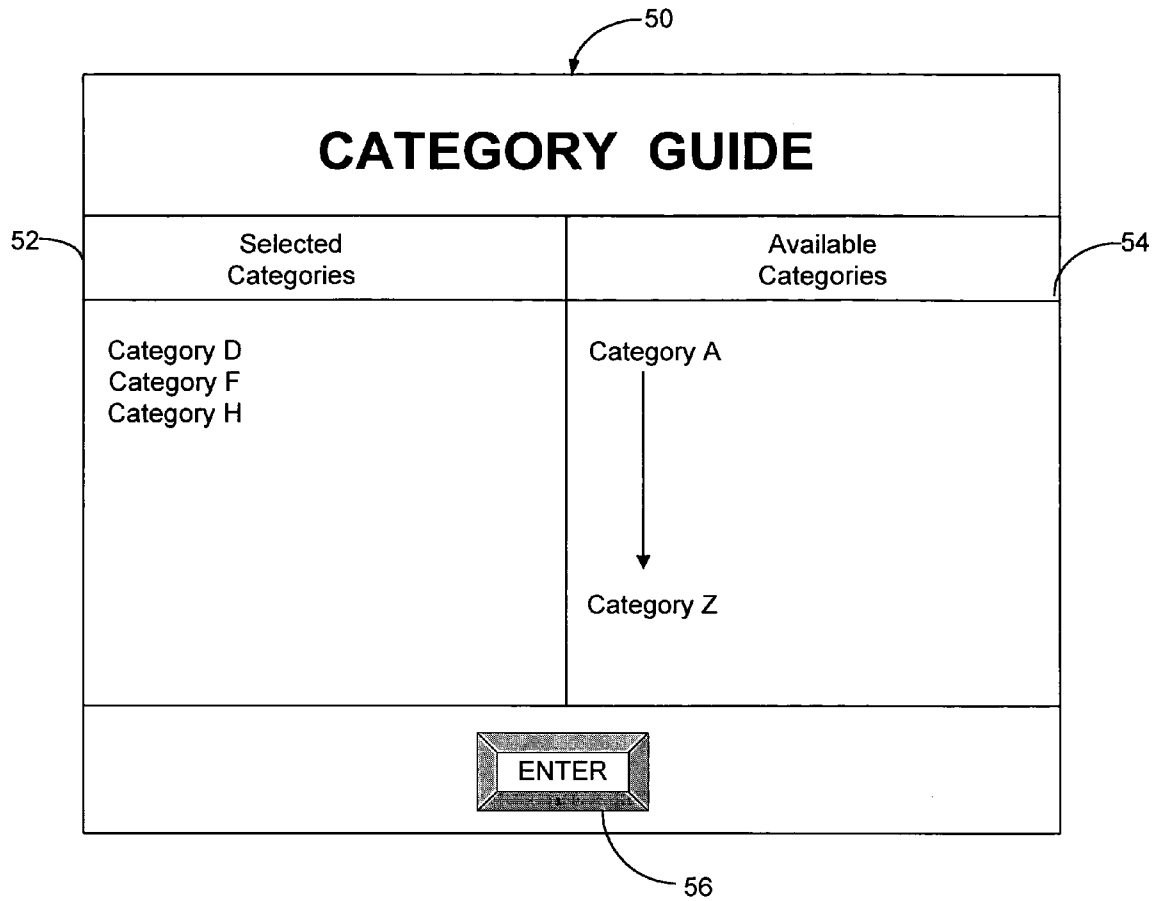 50
CATEGORY GUIDE
52
Selected
Categories
Available
Categories
54
Category D
Category F
Category H
Category A
Category Z
ENTER
56